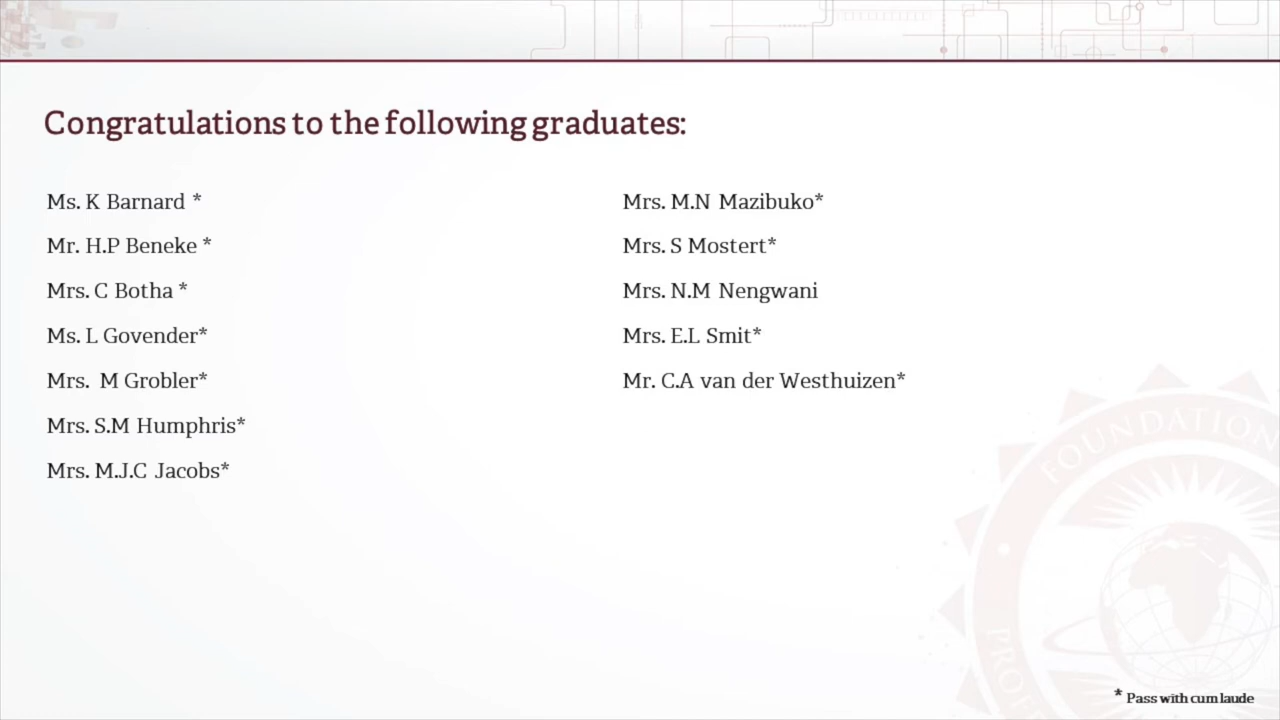 Congratulations to the following graduates:
Ms. K Barnard *
Mr. H.P Beneke *
Mrs. C Botha *
Ms. L Govender*
Mrs. M Grobler*
Mrs. S.M Humphris*
Mrs. M.J.C Jacobs*
Mrs. M.N Mazibuko*
Mrs. S Mostert*
Mrs. N.M Nengwani
Mrs. E.L Smit*
Mr. C.A van der Westhuizen*
FOUNDATION
* Pass with cum laude